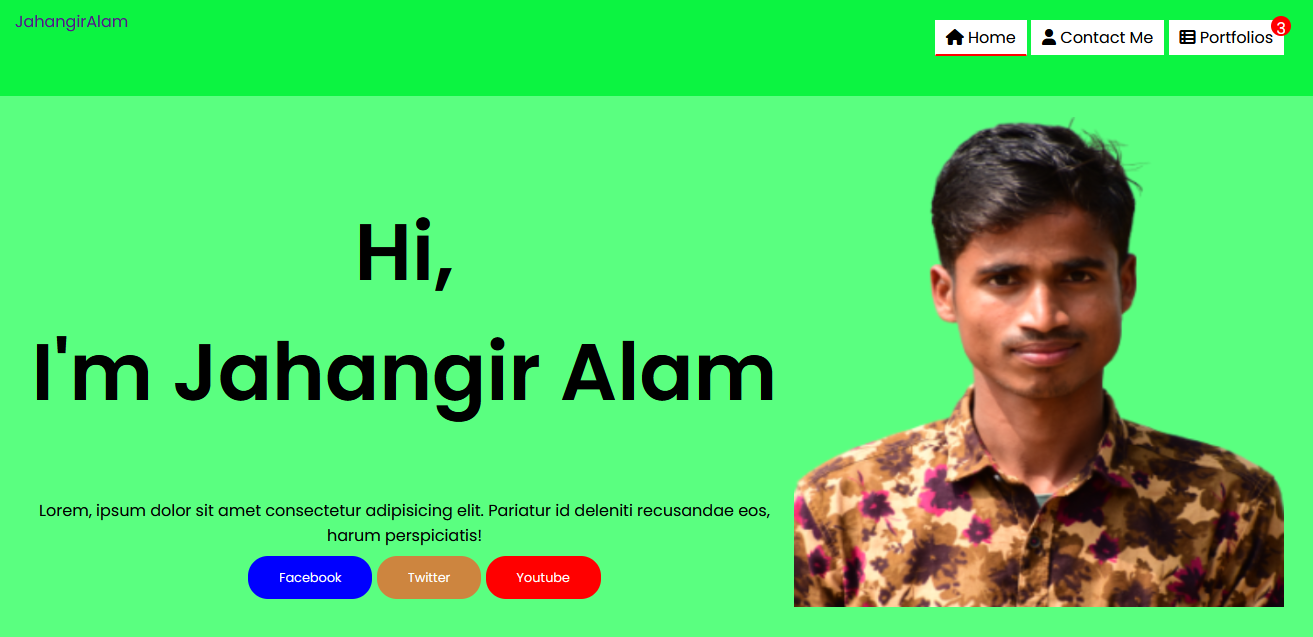 JahangirAlam
Home Contact Me Portfolios 3
Hi,
I'm Jahangir Alam
Lorem, ipsum dolor sit amet consectetur adipisicing elit. Pariatur id deleniti recusandae eos,
harum perspiciatis!
Facebook Twitter Youtube